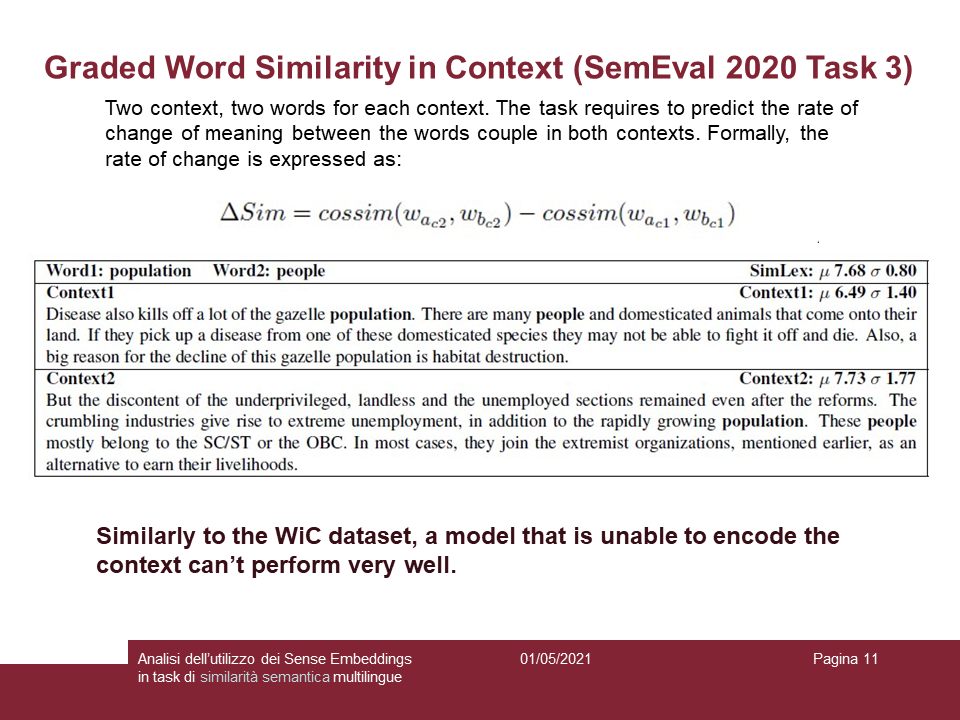 Graded Word Similarity in Context (SemEval 2020 Task 3)
Two context, two words for each context. The task requires to predict the rate of
change of meaning between the words couple in both contexts. Formally, the
rate of change is expressed as:
ΔSim = cossim(w_{a_{c2}}, w_{b_{c2}}) − cossim(w_{a_{c1}}, w_{b_{c1}})
.
Word1: population Word2: people SimLex: μ 7.68 σ 0.80
Context1 Context1: μ 6.49 σ 1.40
Disease also kills off a lot of the gazelle population. There are many people and domesticated animals that come onto their
land. If they pick up a disease from one of these domesticated species they may not be able to fight it off and die. Also, a
big reason for the decline of this gazelle population is habitat destruction.
Context2 Context2: μ 7.73 σ 1.77
But the discontent of the underprivileged, landless and the unemployed sections remained even after the reforms. The
crumbling industries give rise to extreme unemployment, in addition to the rapidly growing population. These people
mostly belong to the SC/ST or the OBC. In most cases, they join the extremist organizations, mentioned earlier, as an
alternative to earn their livelihoods.
Similarly to the WiC dataset, a model that is unable to encode the
context can't perform very well.
Analisi dell'utilizzo dei Sense Embeddings 01/05/2021 Pagina 11
in task di similarità semantica multilingue